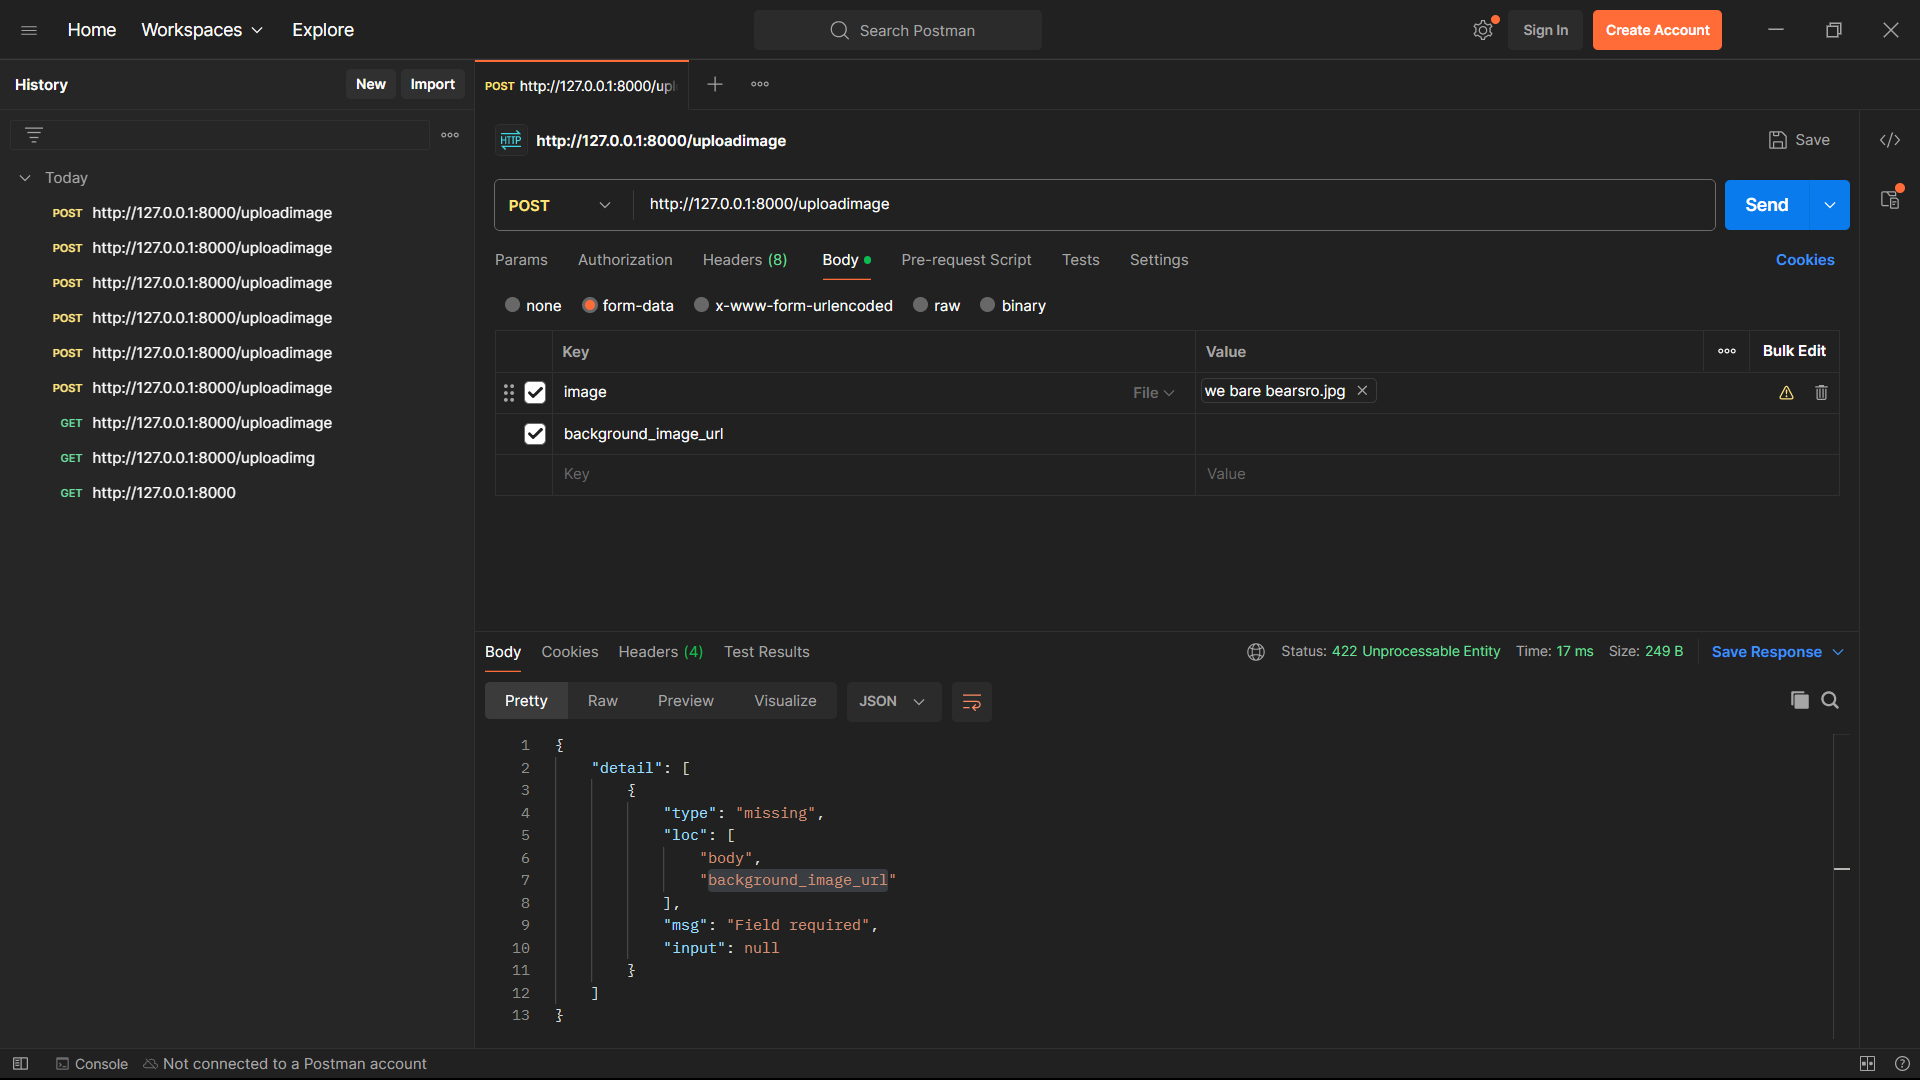 Home
Workspaces
Explore
Search Postman
Sign In
Create Account
History
New
Import
POST http://127.0.0.1:8000/upl
HTTP http://127.0.0.1:8000/uploadimage
Save
Today
POST http://127.0.0.1:8000/uploadimage
POST http://127.0.0.1:8000/uploadimage
POST http://127.0.0.1:8000/uploadimage
POST http://127.0.0.1:8000/uploadimage
POST http://127.0.0.1:8000/uploadimage
POST http://127.0.0.1:8000/uploadimage
GET http://127.0.0.1:8000/uploadimage
GET http://127.0.0.1:8000/uploadimg
GET http://127.0.0.1:8000
POST
http://127.0.0.1:8000/uploadimage
Send
Params
Authorization
Headers (8)
Body
Pre-request Script
Tests
Settings
Cookies
none
form-data
x-www-form-urlencoded
raw
binary
Key
Value
Bulk Edit
image
File
we bare bearsro.jpg
background_image_url
Key
Value
Body
Cookies
Headers (4)
Test Results
Status: 422 Unprocessable Entity
Time: 17 ms
Size: 249 B
Save Response
Pretty
Raw
Preview
Visualize
JSON
1 {
2 "detail": [
3 {
4 "type": "missing",
5 "loc": [
6 "body",
7 "background_image_url"
8 ],
9 "msg": "Field required",
10 "input": null
11 }
12 ]
13 }
Console
Not connected to a Postman account